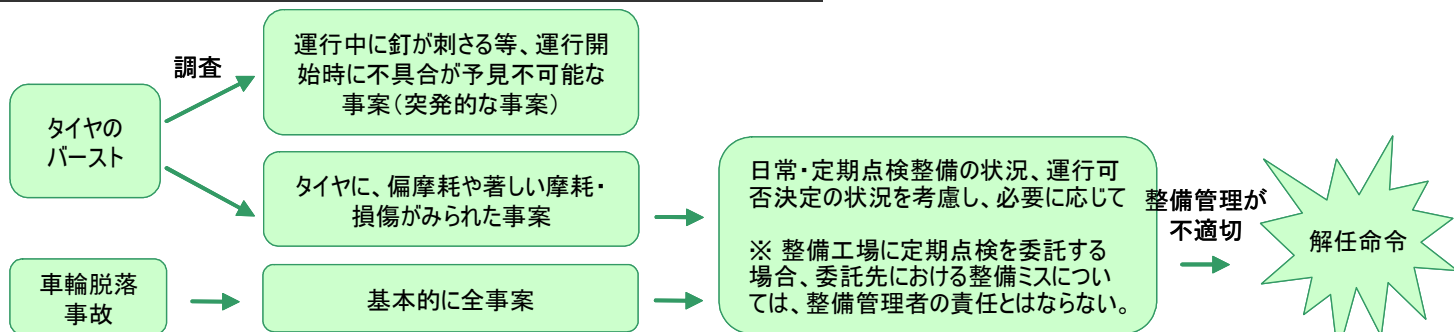 タイヤの
バースト
調査
運行中に釘が刺さる等、運行開
始時に不具合が予見不可能な
事案（突発的な事案）
タイヤに、偏摩耗や著しい摩耗・
損傷がみられた事案
車輪脱落
事故
基本的に全事案
日常・定期点検整備の状況、運行可
否決定の状況を考慮し、必要に応じて
※ 整備工場に定期点検を委託する
場合、委託先における整備ミスについ
ては、整備管理者の責任とはならない。
整備管理が
不適切
解任命令